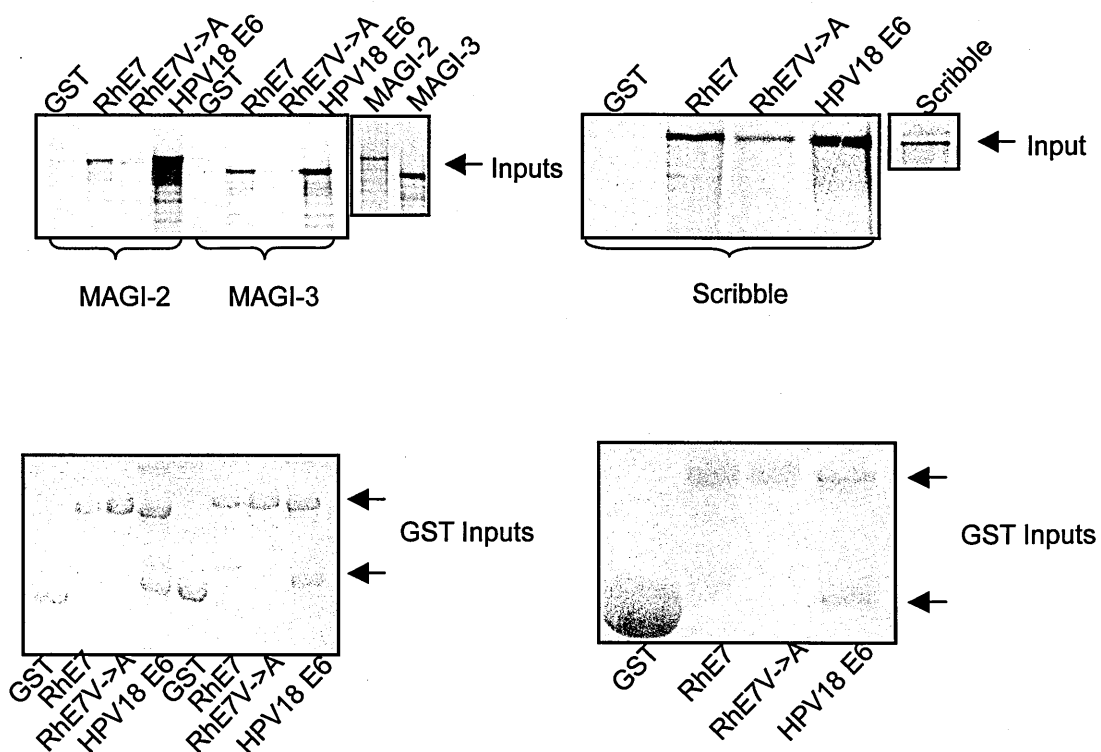 GST
RhE7
RhE7V->A
HPV18 E6
GST
RhE7
RhE7V->A
HPV18 E6
MAGI-2
MAGI-3
Inputs
MAGI-2
MAGI-3
GST
RhE7
RhE7V->A
HPV18 E6
Scribble
Input
Scribble
GST Inputs
GST
RhE7
RhE7V->A
HPV18 E6
GST
RhE7
RhE7V->A
HPV18 E6
GST Inputs
GST
RhE7
RhE7V->A
HPV18 E6